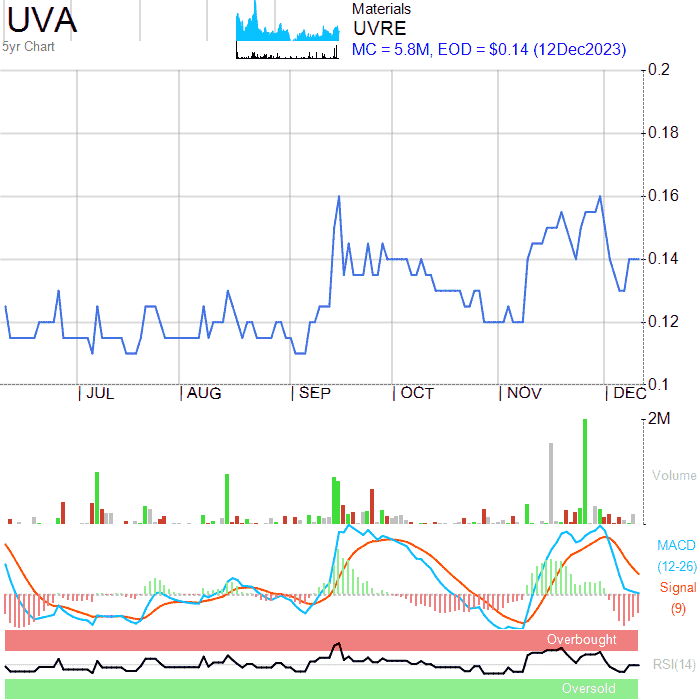 UVA
5yr Chart
Materials
UVRE
MC = 5.8M, EOD = $0.14 (12Dec2023)
0.2
0.18
0.16
0.14
0.12
0.1
| JUL | AUG | SEP | OCT | NOV | DEC
2M
Volume
MACD
(12-26)
Signal
(9)
Overbought
RSI(14)
Oversold